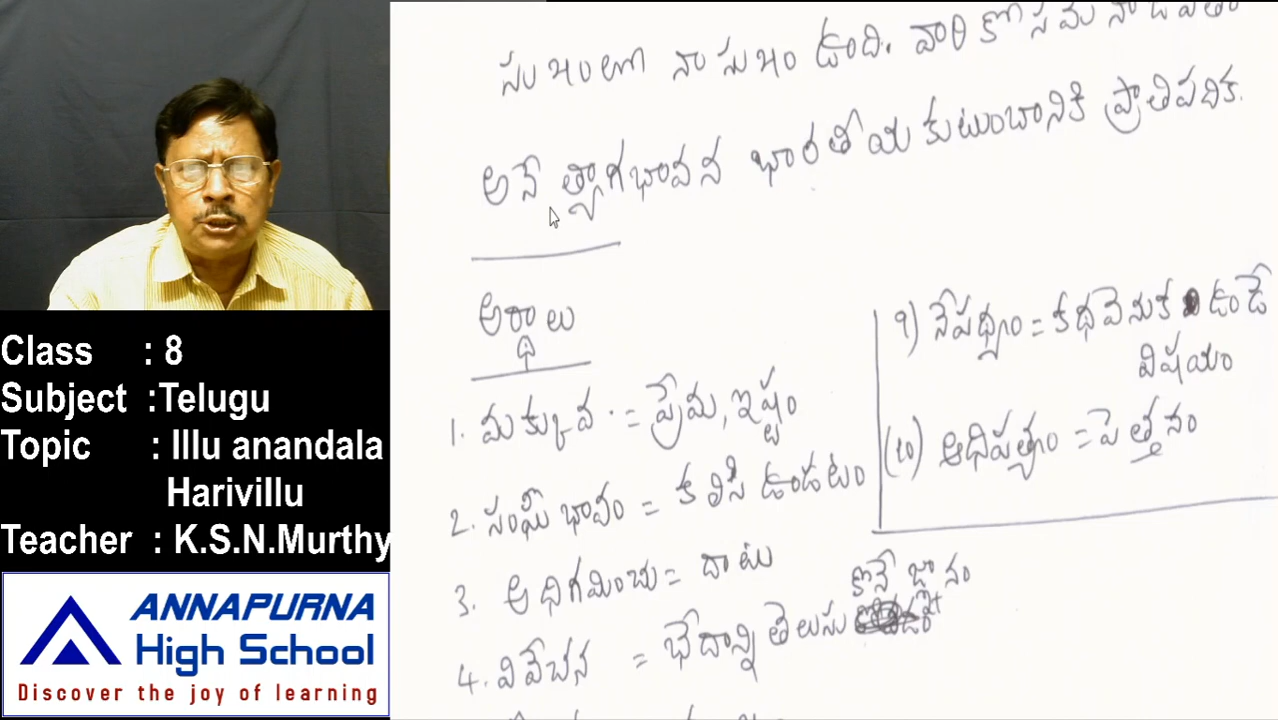 సుఖంలో నా సుఖం ఉంది. వారి కోసమే నా జీవితం
అనే త్యాగభావన భారతీయ కుటుంబానికి ప్రాతిపదిక.
అర్థాలు
1. మక్కువ = ప్రేమ, ఇష్టం
2. సంఘీభావం = కలిసి ఉండటం
3. అధిగమించు = దాటు
4. వివేచన = భేదాన్ని తెలుసుకొనే జ్ఞానం
9) నేపథ్యం = కథవెనుక ఉండే
విషయం
(10) ఆధిపత్యం = పెత్తనం
Class : 8
Subject :Telugu
Topic : Illu anandala
Harivillu
Teacher : K.S.N.Murthy
ANNAPURNA
High School
Discover the joy of learning